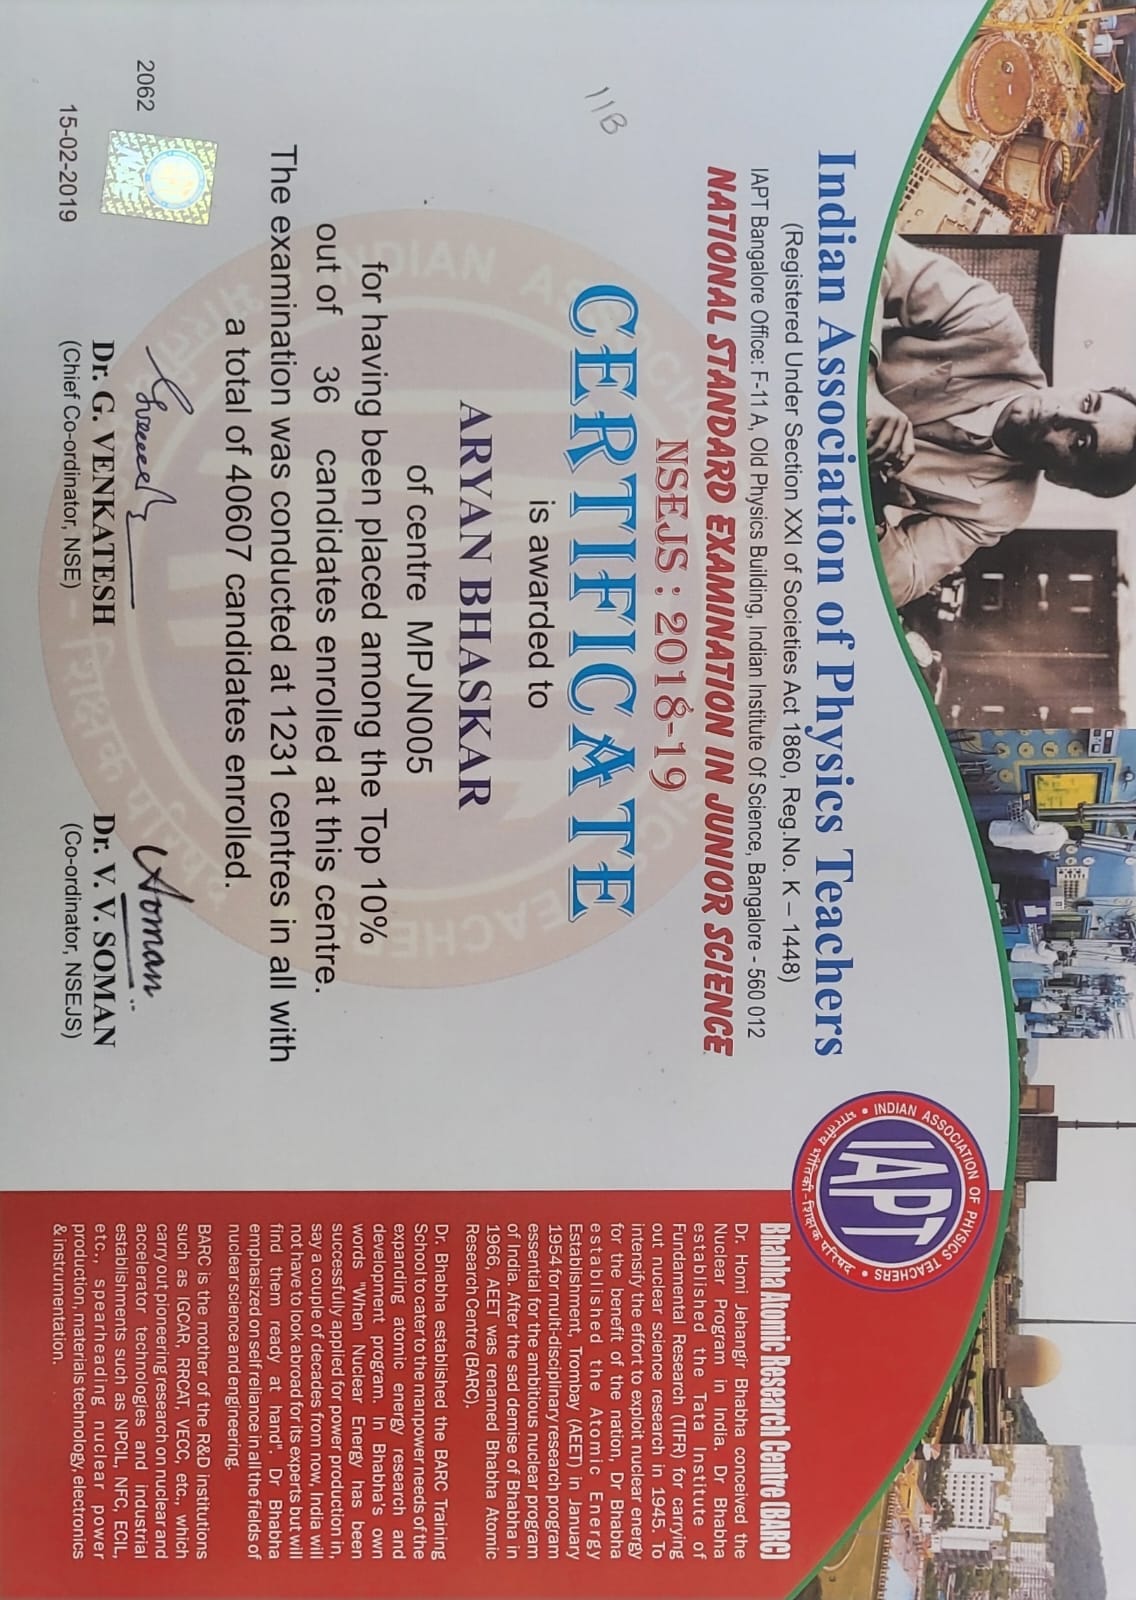 Indian Association of Physics Teachers
(Registered Under Section XXI of Societies Act 1860, Reg.No. K – 1448)
IAPT Bangalore Office: F-11 A, Old Physics Building, Indian Institute Of Science, Bangalore - 560 012
NATIONAL STANDARD EXAMINATION IN JUNIOR SCIENCE
NSEJS : 2018-19
11B
CERTIFICATE
is awarded to
ARYAN BHASKAR
of centre MPJN005
for having been placed among the Top 10%
out of 36 candidates enrolled at this centre.
The examination was conducted at 1231 centres in all with
a total of 40607 candidates enrolled.
2062
15-02-2019
Dr. G. VENKATESH
(Chief Co-ordinator, NSE)
Soman
Dr. V. V. SOMAN
(Co-ordinator, NSEJS)
INDIAN ASSOCIATION OF PHYSICS TEACHERS
भारतीय भौतिकी-शिक्षक परिषद
IAPT
Bhabha Atomic Research Centre (BARC)
Dr. Homi Jehangir Bhabha conceived the
Nuclear Program in India. Dr Bhabha
established the Tata Institute of
Fundamental Research (TIFR) for carrying
out nuclear science research in 1945. To
intensify the effort to exploit nuclear energy
for the benefit of the nation, Dr Bhabha
established the Atomic Energy
Establishment, Trombay (AEET) in January
1954 for multi-disciplinary research program
essential for the ambitious nuclear program
of India. After the sad demise of Bhabha in
1966, AEET was renamed Bhabha Atomic
Research Centre (BARC).
Dr. Bhabha established the BARC Training
School to cater to the manpower needs of the
expanding atomic energy research and
development program. In Bhabha's own
words "When Nuclear Energy has been
successfully applied for power production in,
say a couple of decades from now, India will
not have to look abroad for its experts but will
find them ready at hand". Dr Bhabha
emphasized on self reliance in all the fields of
nuclear science and engineering.
BARC is the mother of the R&D institutions
such as IGCAR, RRCAT, VECC, etc., which
carry out pioneering research on nuclear and
accelerator technologies and industrial
establishments such as NPCIL, NFC, ECIL,
etc., spearheading nuclear power
production, materials technology, electronics
& instrumentation.